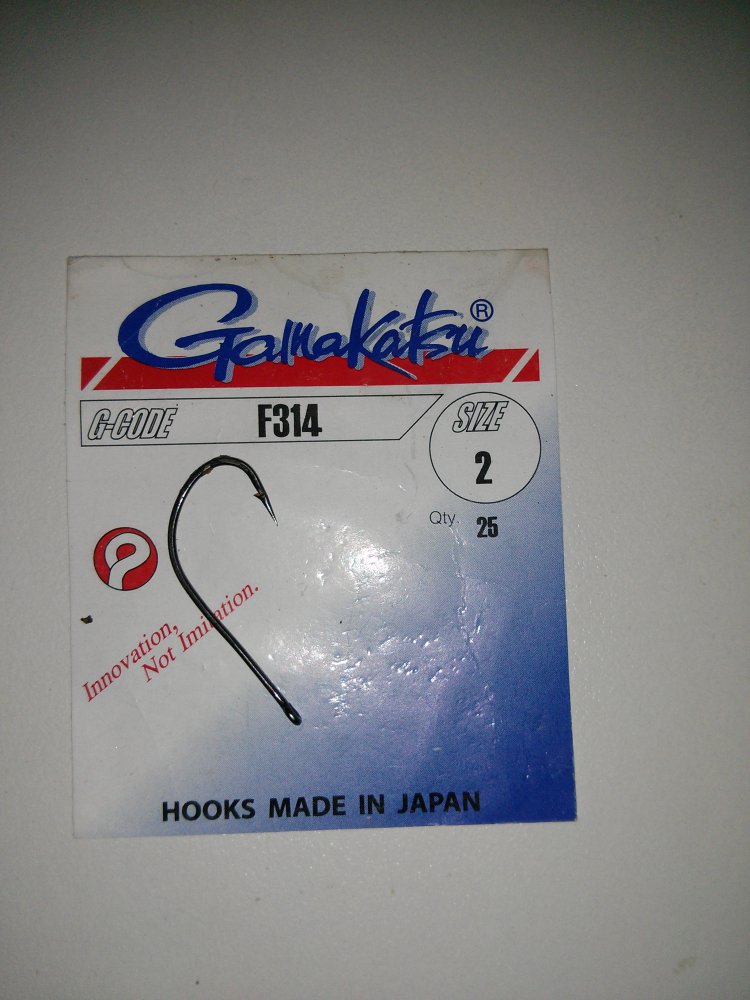 Gamakatsu®
G-CODE F314
SIZE
2
Qty. 25
Innovation,
Not Imitation.
HOOKS MADE IN JAPAN